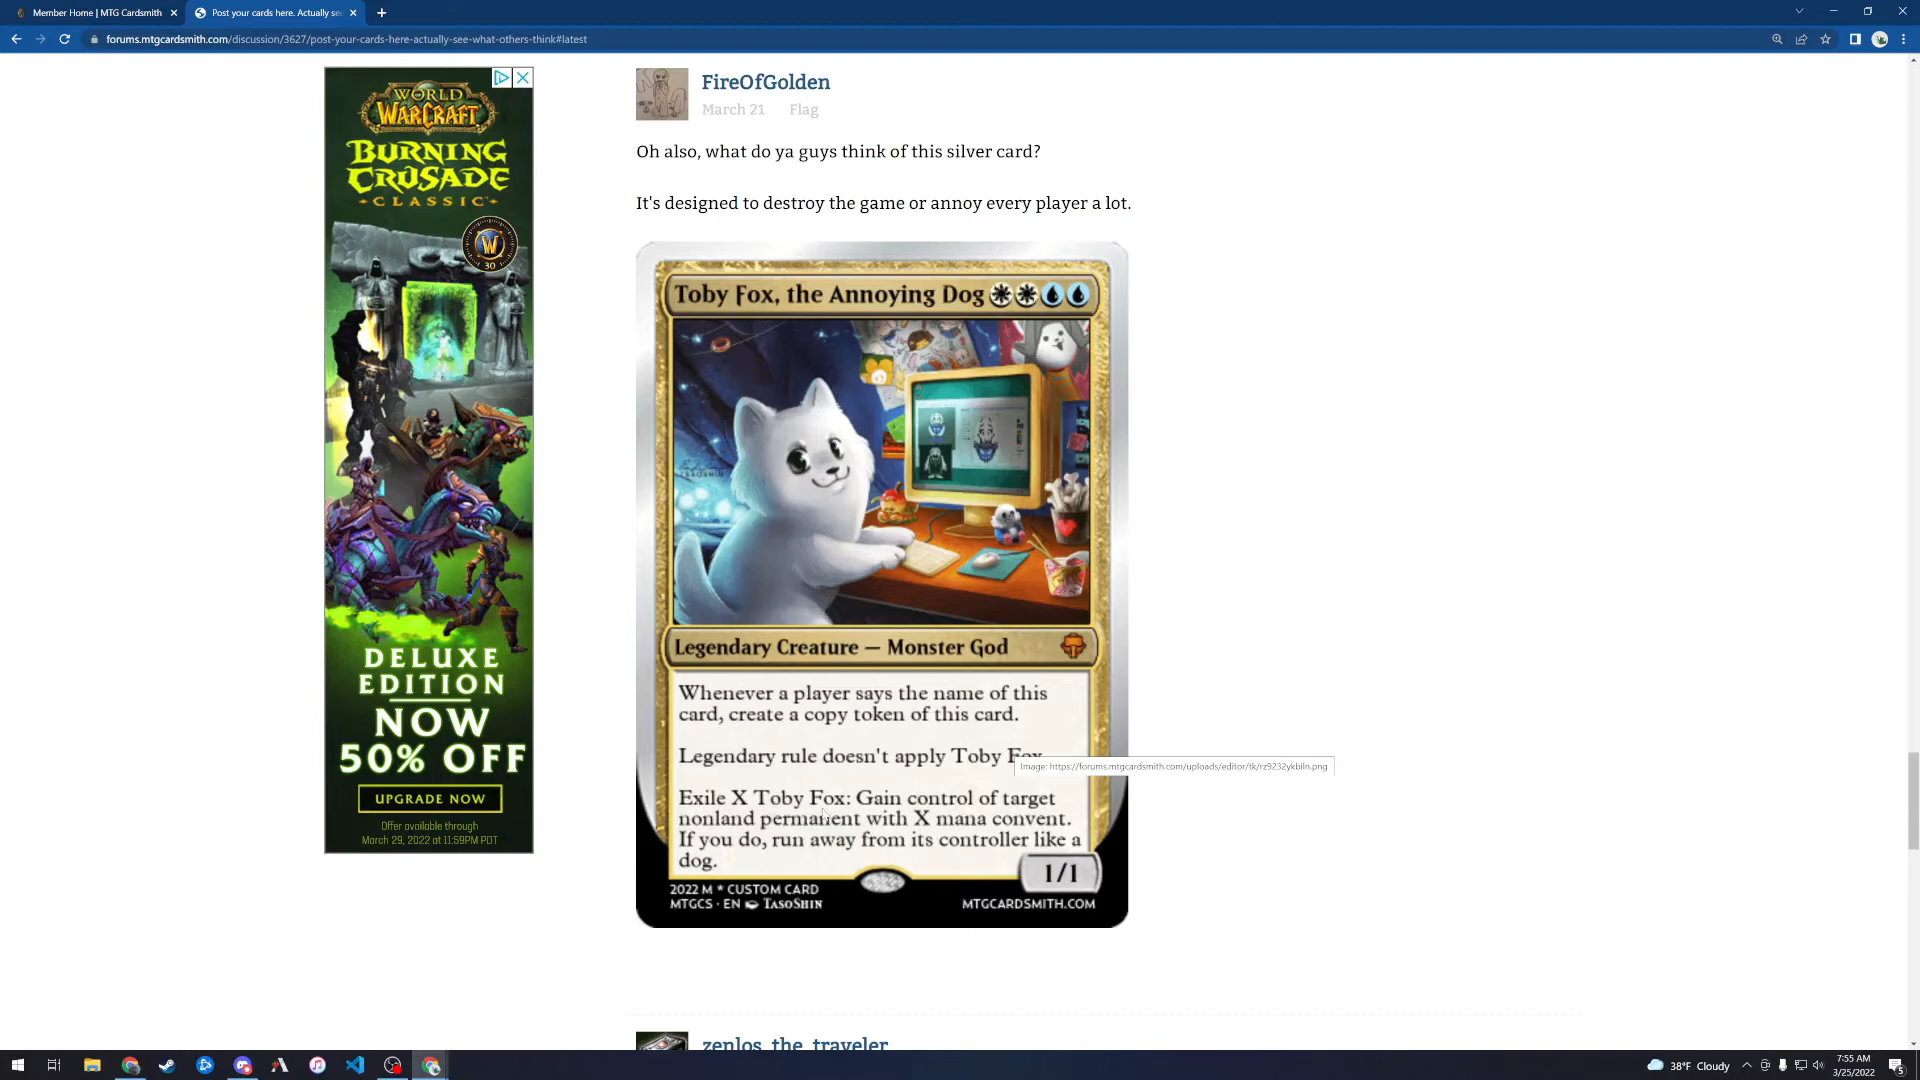 Member Home | MTG Cardsmith
Post your cards here. Actually se
forums.mtgcardsmith.com/discussion/3627/post-your-cards-here-actually-see-what-others-think#latest
WORLD
OF
WARCRAFT
BURNING
CRUSADE
CLASSIC
W
30
DELUXE
EDITION
NOW
50% OFF
UPGRADE NOW
Offer available through
March 29, 2022 at 11:59PM PDT
FireOfGolden
March 21 Flag
Oh also, what do ya guys think of this silver card?
It's designed to destroy the game or annoy every player a lot.
Toby Fox, the Annoying Dog
TASOSHIN
Legendary Creature — Monster God
Whenever a player says the name of this
card, create a copy token of this card.
Legendary rule doesn't apply Toby Fox
Image: https://forums.mtgcardsmith.com/uploads/editor/tk/rz9232ykbiln.png
Exile X Toby Fox: Gain control of target
nonland permanent with X mana convent.
If you do, run away from its controller like a
dog.
1/1
2022 M * CUSTOM CARD
MTGCS · EN TASOSHIN
MTGCARDSMITH.COM
zenlos_the_traveler
38°F Cloudy
7:55 AM
3/25/2022
5